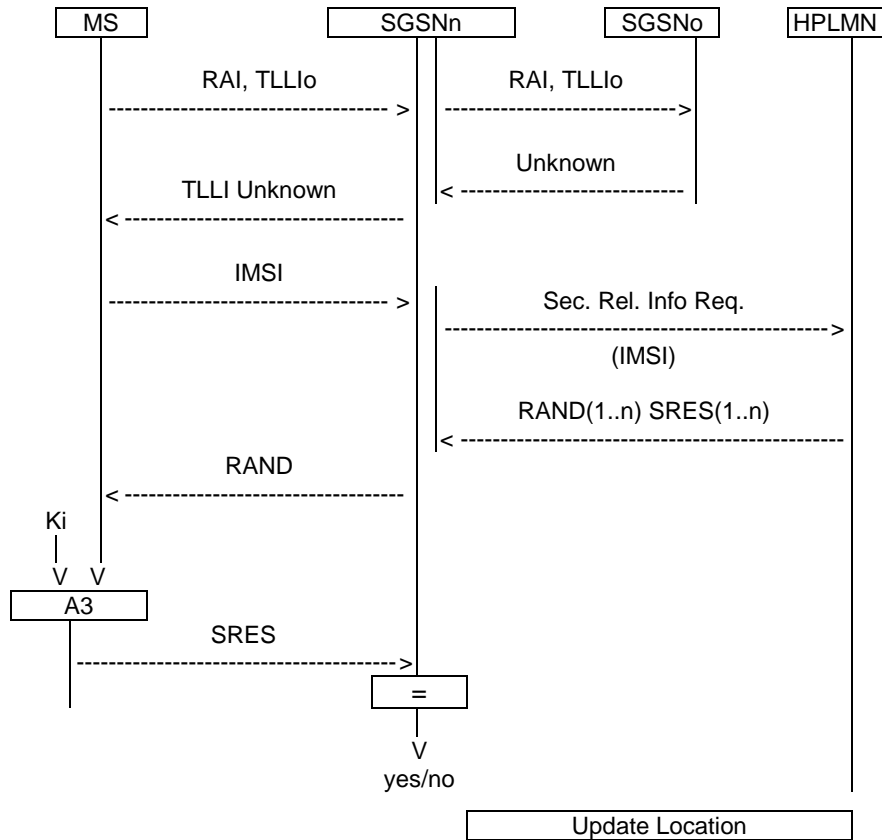 MS SGSNn SGSNo HPLMN
RAI, TLLIo RAI, TLLIo
---------------------------- > -------------------------- >
Unknown
< --------------------------
TLLI Unknown
< -----------------------------
IMSI
------------------------------ >
Sec. Rel. Info Req.
------------------------------------------ >
(IMSI)
RAND(1..n) SRES(1..n)
< -------------------------------------------
RAND
< -----------------------------
Ki
V V
A3
SRES
----------------------------------- >
=
V
yes/no
Update Location